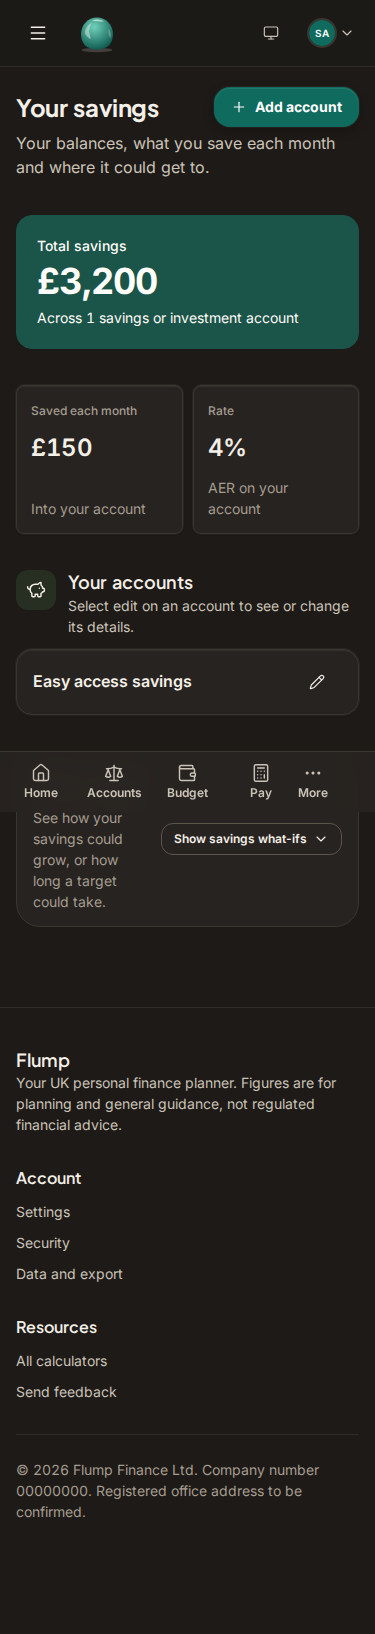 SA
Your savings
Add account
Your balances, what you save each month
and where it could get to.
Total savings
£3,200
Across 1 savings or investment account
Saved each month
£150
Into your account
Rate
4%
AER on your
account
Your accounts
Select edit on an account to see or change
its details.
Easy access savings
Home
Accounts
Budget
Pay
More
See how your
savings could
grow, or how
long a target
could take.
Show savings what-ifs
Flump
Your UK personal finance planner. Figures are for
planning and general guidance, not regulated
financial advice.
Account
Settings
Security
Data and export
Resources
All calculators
Send feedback
© 2026 Flump Finance Ltd. Company number
00000000. Registered office address to be
confirmed.